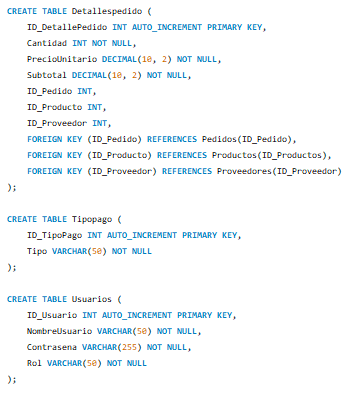 CREATE TABLE Detallespedido (
    ID_DetallePedido INT AUTO_INCREMENT PRIMARY KEY,
    Cantidad INT NOT NULL,
    PrecioUnitario DECIMAL(10, 2) NOT NULL,
    Subtotal DECIMAL(10, 2) NOT NULL,
    ID_Pedido INT,
    ID_Producto INT,
    ID_Proveedor INT,
    FOREIGN KEY (ID_Pedido) REFERENCES Pedidos(ID_Pedido),
    FOREIGN KEY (ID_Producto) REFERENCES Productos(ID_Productos),
    FOREIGN KEY (ID_Proveedor) REFERENCES Proveedores(ID_Proveedor)
);
CREATE TABLE Tipopago (
    ID_TipoPago INT AUTO_INCREMENT PRIMARY KEY,
    Tipo VARCHAR(50) NOT NULL
);
CREATE TABLE Usuarios (
    ID_Usuario INT AUTO_INCREMENT PRIMARY KEY,
    NombreUsuario VARCHAR(50) NOT NULL,
    Contrasena VARCHAR(255) NOT NULL,
    Rol VARCHAR(50) NOT NULL
);